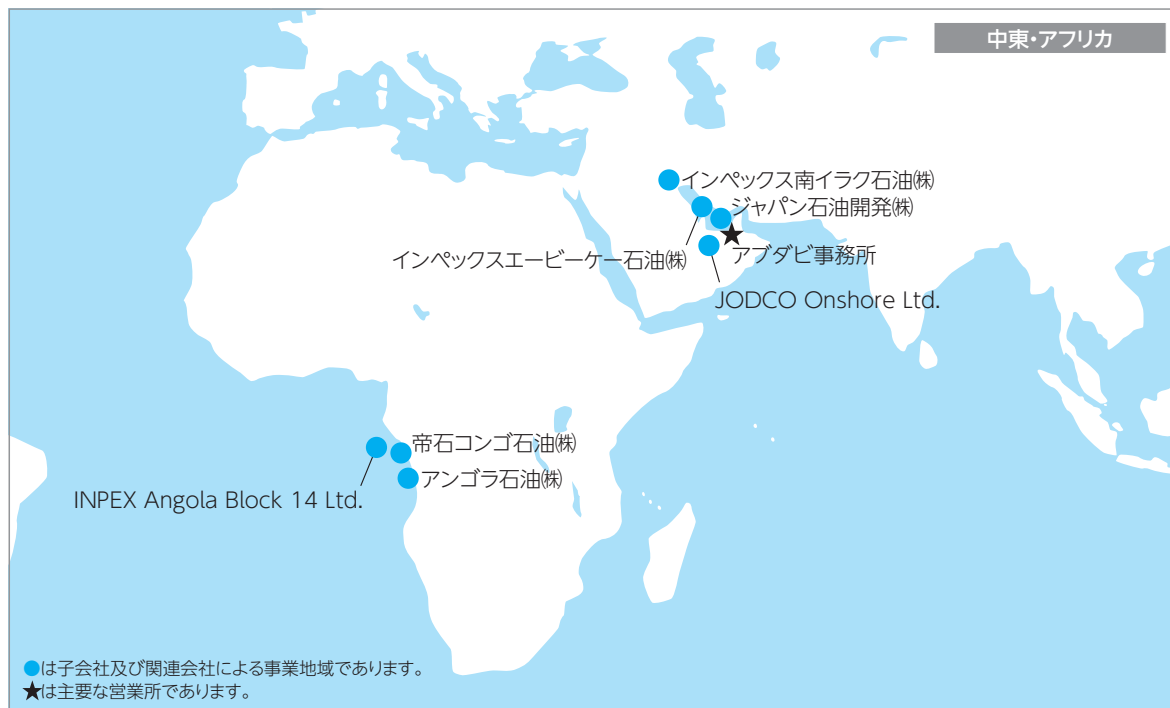 中東・アフリカ
インペックス南イラク石油㈱
ジャパン石油開発㈱
インペックスエービーケー石油㈱
アブダビ事務所
JODCO Onshore Ltd.
帝石コンゴ石油㈱
アンゴラ石油㈱
INPEX Angola Block 14 Ltd.
●は子会社及び関連会社による事業地域であります。
★は主要な営業所であります。